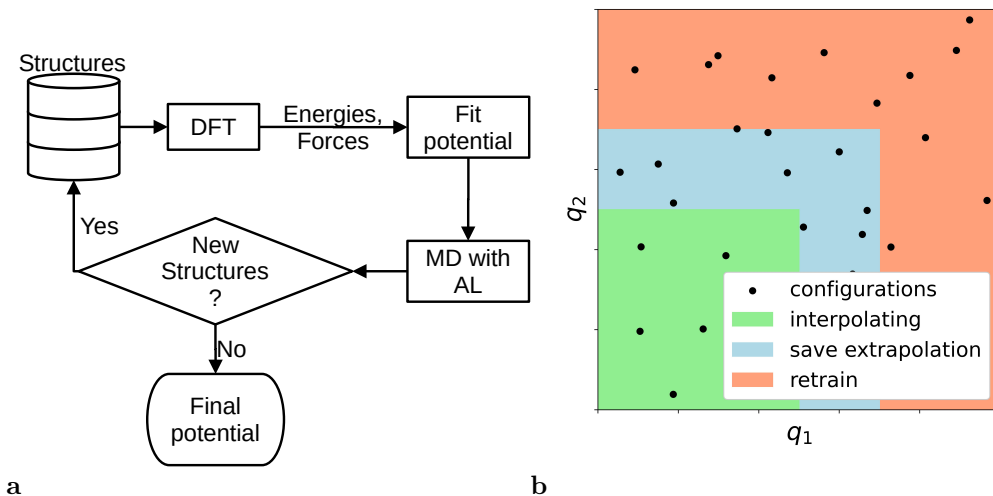 Structures
DFT
Energies,
Forces
Fit
potential
Yes
New
Structures
?
MD with
AL
No
Final
potential
a
q2
configurations
interpolating
save extrapolation
retrain
q1
b